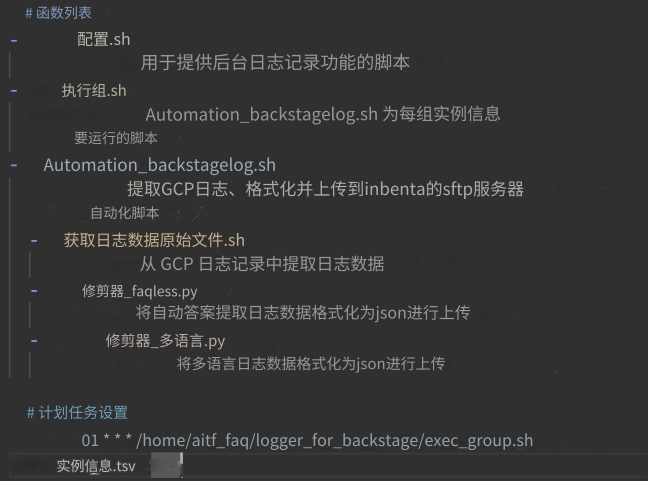 # 函数列表
- 配置.sh
用于提供后台日志记录功能的脚本
- 执行组.sh
Automation_backstagelog.sh 为每组实例信息
要运行的脚本
- Automation_backstagelog.sh
提取GCP日志、格式化并上传到inbenta的sftp服务器
自动化脚本
- 获取日志数据原始文件.sh
从 GCP 日志记录中提取日志数据
- 修剪器_faqless.py
将自动答案提取日志数据格式化为json进行上传
- 修剪器_多语言.py
将多语言日志数据格式化为json进行上传
# 计划任务设置
01 * * * /home/aitf_faq/logger_for_backstage/exec_group.sh
实例信息.tsv